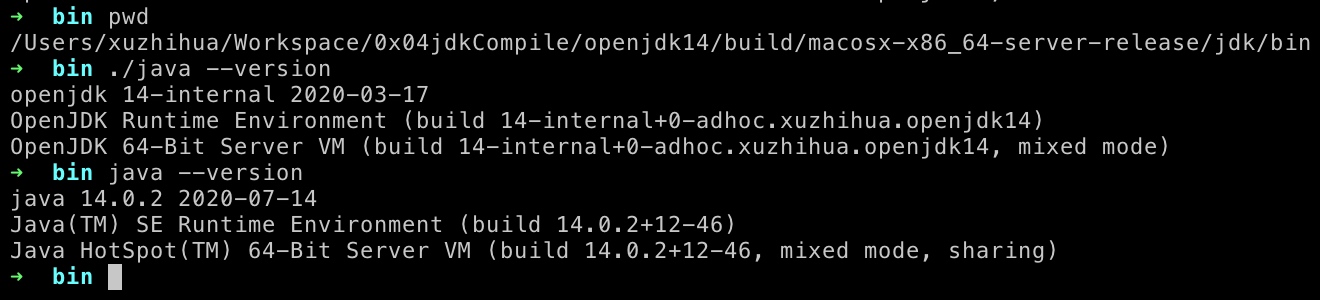 ➜  bin pwd
/Users/xuzhihua/Workspace/0x04jdkCompile/openjdk14/build/macosx-x86_64-server-release/jdk/bin
➜  bin ./java --version
openjdk 14-internal 2020-03-17
OpenJDK Runtime Environment (build 14-internal+0-adhoc.xuzhihua.openjdk14)
OpenJDK 64-Bit Server VM (build 14-internal+0-adhoc.xuzhihua.openjdk14, mixed mode)
➜  bin java --version
java 14.0.2 2020-07-14
Java(TM) SE Runtime Environment (build 14.0.2+12-46)
Java HotSpot(TM) 64-Bit Server VM (build 14.0.2+12-46, mixed mode, sharing)
➜  bin